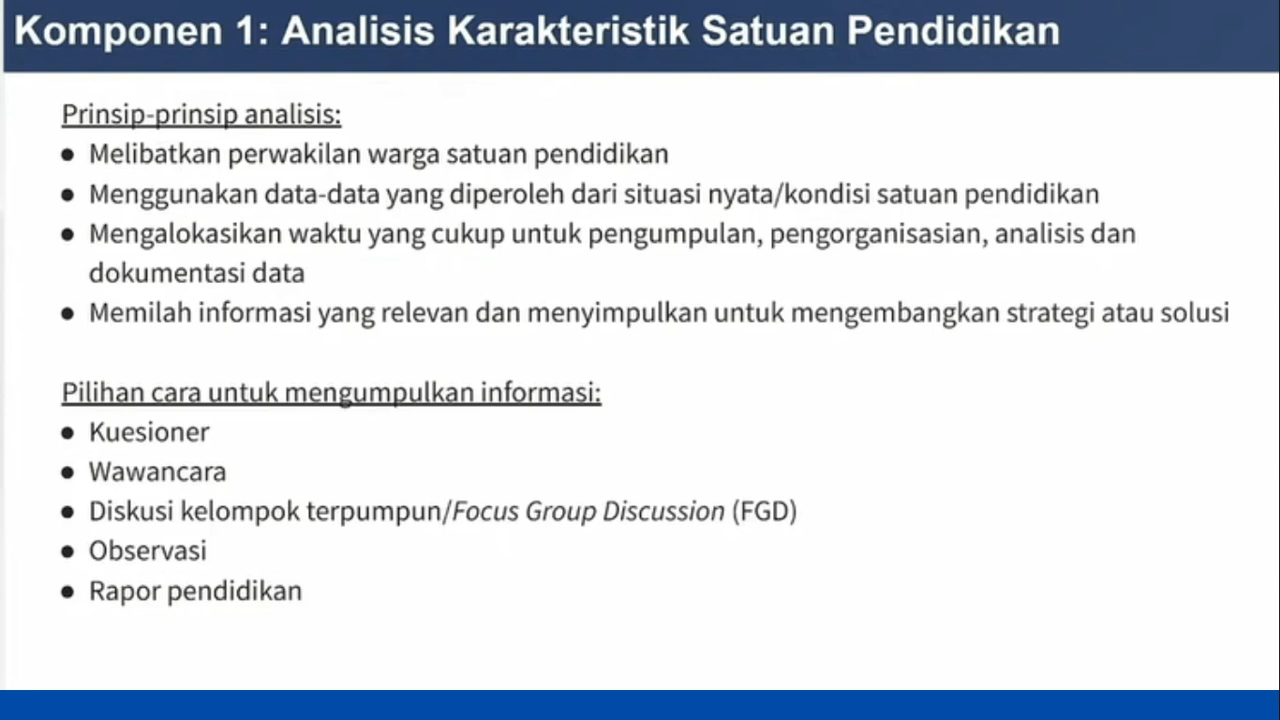 Komponen 1: Analisis Karakteristik Satuan Pendidikan
Prinsip-prinsip analisis:
● Melibatkan perwakilan warga satuan pendidikan
● Menggunakan data-data yang diperoleh dari situasi nyata/kondisi satuan pendidikan
● Mengalokasikan waktu yang cukup untuk pengumpulan, pengorganisasian, analisis dan
dokumentasi data
● Memilah informasi yang relevan dan menyimpulkan untuk mengembangkan strategi atau solusi
Pilihan cara untuk mengumpulkan informasi:
● Kuesioner
● Wawancara
● Diskusi kelompok terpumpun/Focus Group Discussion (FGD)
● Observasi
● Rapor pendidikan